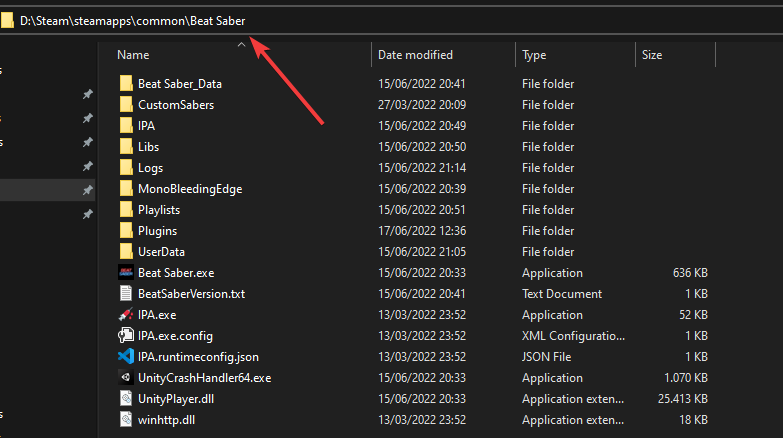 D:\Steam\steamapps\common\Beat Saber
Name Date modified Type Size
Beat Saber_Data 15/06/2022 20:41 File folder
CustomSabers 27/03/2022 20:09 File folder
IPA 15/06/2022 20:49 File folder
Libs 15/06/2022 20:50 File folder
Logs 15/06/2022 21:14 File folder
MonoBleedingEdge 15/06/2022 20:39 File folder
Playlists 15/06/2022 20:51 File folder
Plugins 17/06/2022 12:36 File folder
UserData 15/06/2022 21:05 File folder
Beat Saber.exe 15/06/2022 20:33 Application 636 KB
BeatSaberVersion.txt 15/06/2022 20:41 Text Document 1 KB
IPA.exe 13/03/2022 23:52 Application 52 KB
IPA.exe.config 13/03/2022 23:52 XML Configuratio... 1 KB
IPA.runtimeconfig.json 13/03/2022 23:52 JSON File 1 KB
UnityCrashHandler64.exe 15/06/2022 20:33 Application 1.070 KB
UnityPlayer.dll 15/06/2022 20:33 Application exten... 25.413 KB
winhttp.dll 13/03/2022 23:52 Application exten... 18 KB